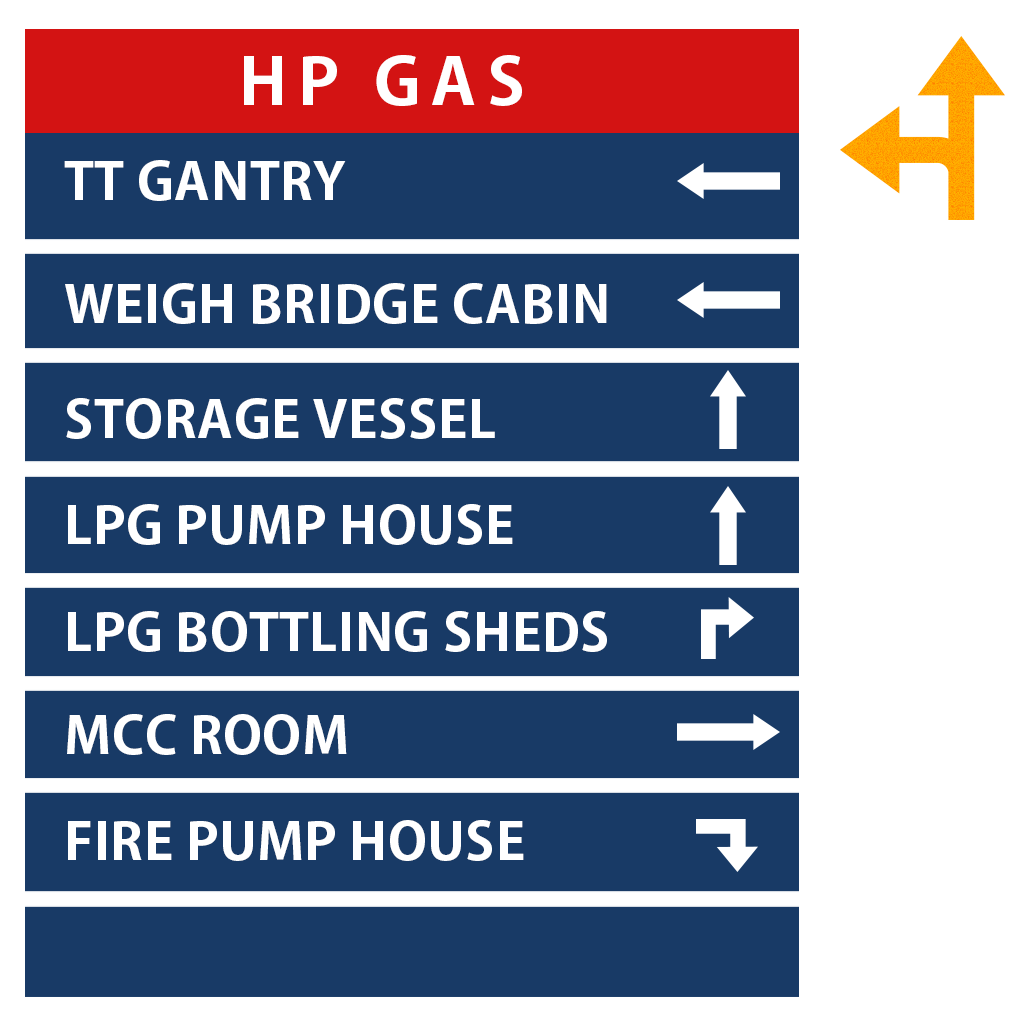 HP GAS
TT GANTRY
WEIGH BRIDGE CABIN
STORAGE VESSEL
LPG PUMP HOUSE
LPG BOTTLING SHEDS
MCC ROOM
FIRE PUMP HOUSE